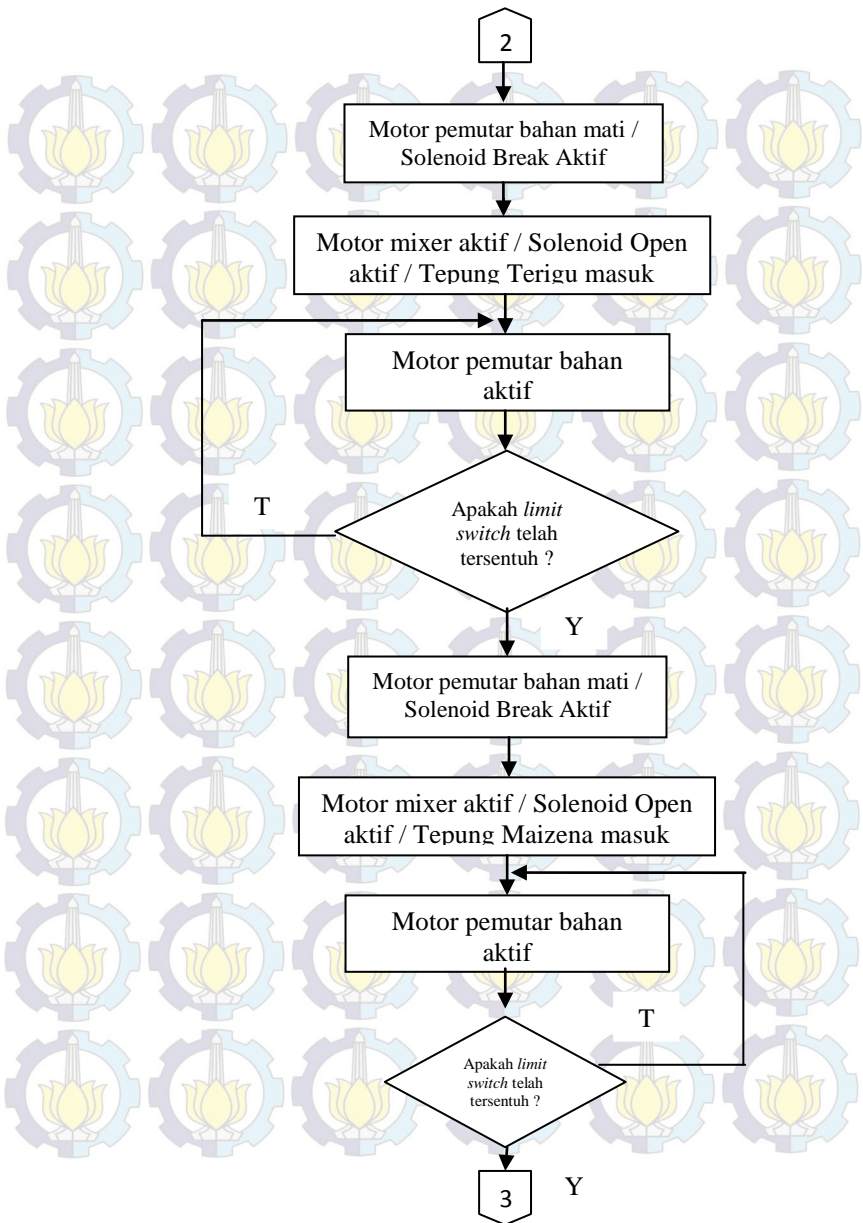 2
Motor pemutar bahan mati /
Solenoid Break Aktif
Motor mixer aktif / Solenoid Open
aktif / Tepung Terigu masuk
Motor pemutar bahan
aktif
T
Apakah limit
switch telah
tersentuh ?
Y
Motor pemutar bahan mati /
Solenoid Break Aktif
Motor mixer aktif / Solenoid Open
aktif / Tepung Maizena masuk
Motor pemutar bahan
aktif
T
Apakah limit
switch telah
tersentuh ?
Y
3